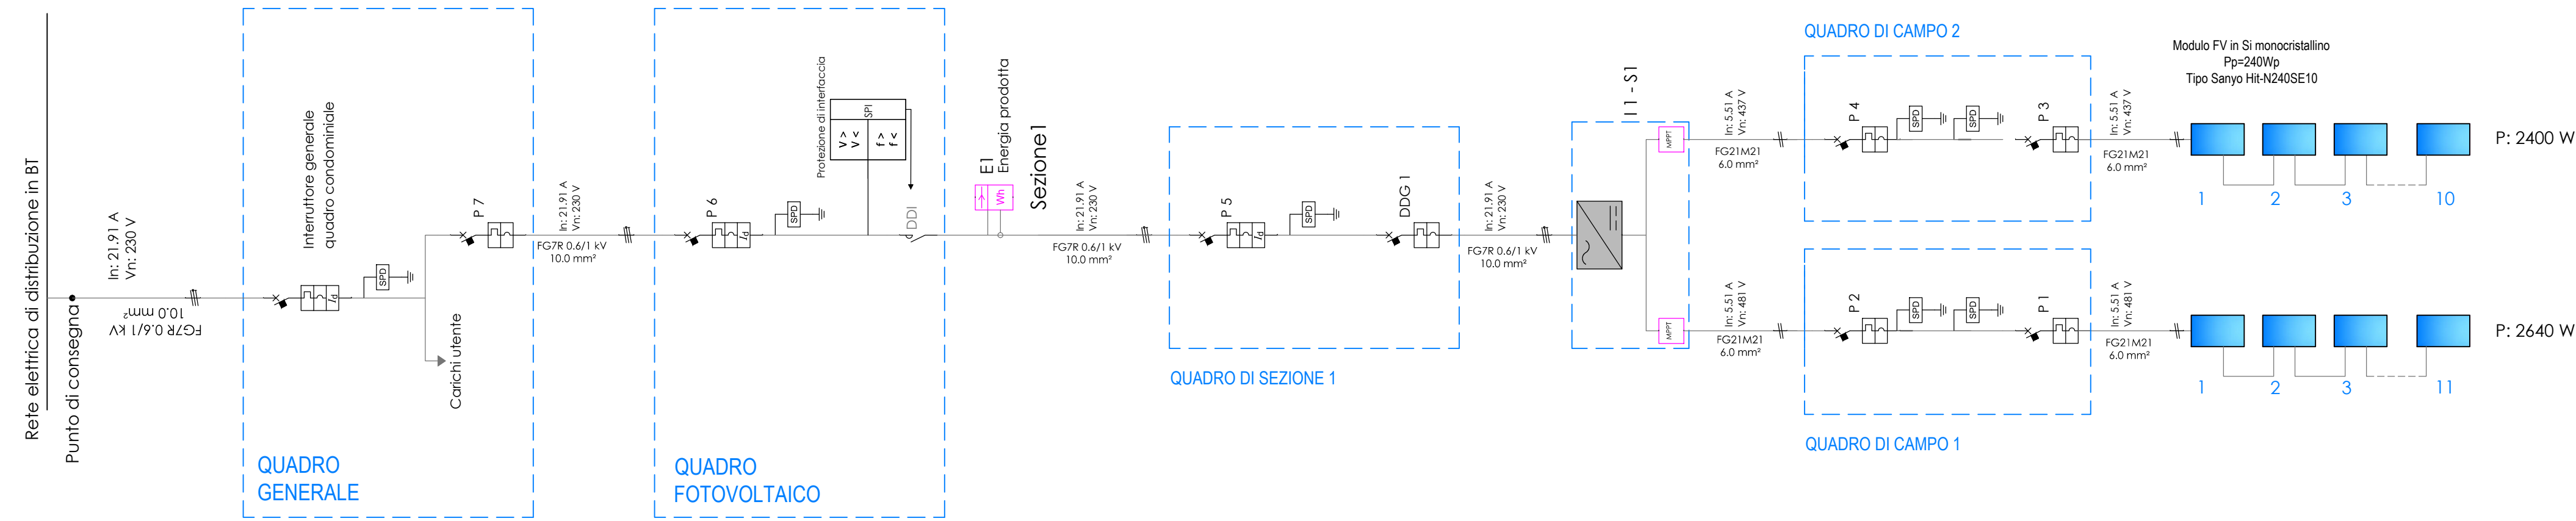 Rete elettrica di distribuzione in BT
Punto di consegna
In: 21.91 A
Vn: 230 V
FG7R 0.6/1 kV
10.0 mm²
Interruttore generale
quadro condominiale
Id
SPD
Carichi utente
P 7
QUADRO
GENERALE
In: 21.91 A
Vn: 230 V
FG7R 0.6/1 kV
10.0 mm²
P 6
Id
SPD
Protezione di interfaccia
SPI
V >
V <
f >
f <
DDI
QUADRO
FOTOVOLTAICO
E1
Energia prodotta
Wh
Sezione1
In: 21.91 A
Vn: 230 V
FG7R 0.6/1 kV
10.0 mm²
P 5
Id
SPD
DDG 1
QUADRO DI SEZIONE 1
In: 21.91 A
Vn: 230 V
FG7R 0.6/1 kV
10.0 mm²
I 1 - S1
MPPT
MPPT
In: 5.51 A
Vn: 437 V
FG21M21
6.0 mm²
QUADRO DI CAMPO 2
P 4
SPD
SPD
P 3
In: 5.51 A
Vn: 437 V
FG21M21
6.0 mm²
Modulo FV in Si monocristallino
Pp=240Wp
Tipo Sanyo Hit-N240SE10
1 2 3 10
P: 2400 W
In: 5.51 A
Vn: 481 V
FG21M21
6.0 mm²
P 2
SPD
SPD
P 1
QUADRO DI CAMPO 1
In: 5.51 A
Vn: 481 V
FG21M21
6.0 mm²
1 2 3 11
P: 2640 W